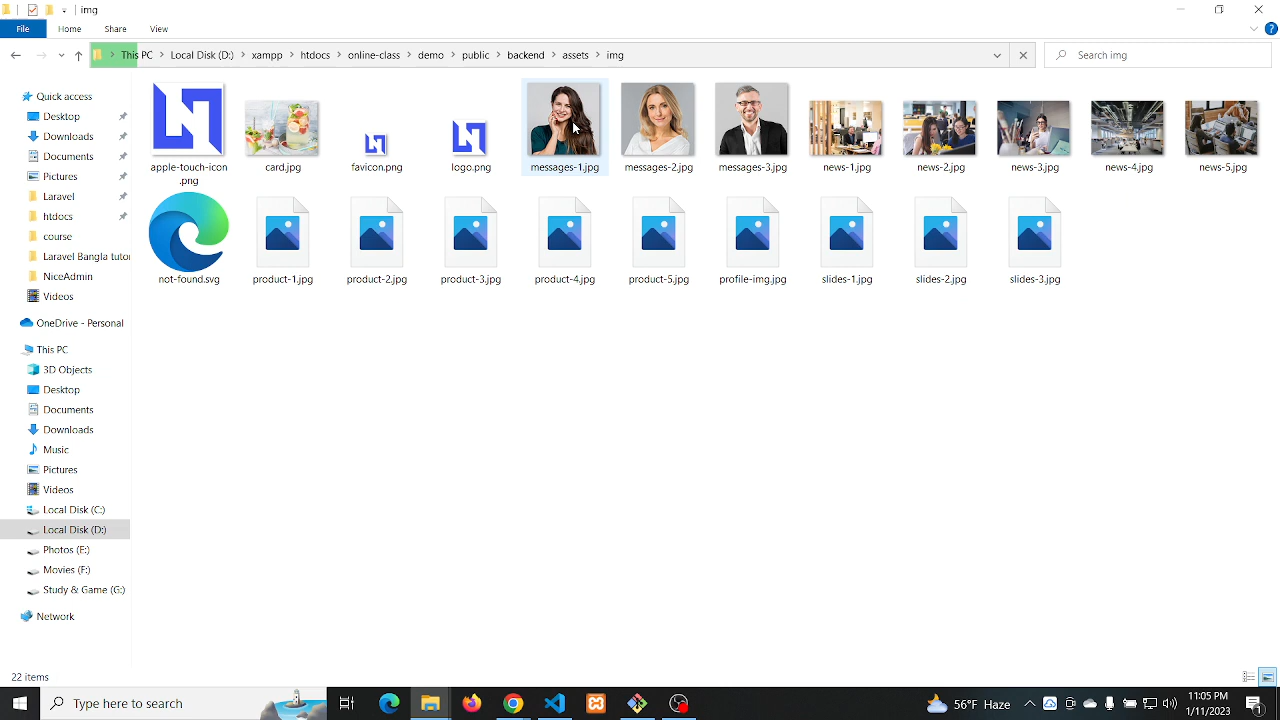 img
File Home Share View
This PC Local Disk (D:) xampp htdocs online-class demo public backend assets img
Search img
Quick access
Desktop
Downloads
Documents
Pictures
Laravel
htdocs
course
Laravel Bangla tutor
NiceAdmin
Videos
OneDrive - Personal
This PC
3D Objects
Desktop
Documents
Downloads
Music
Pictures
Videos
Local Disk (C:)
Local Disk (D:)
Photos (E:)
Movies (F:)
Study & Game (G:)
Network
apple-touch-icon
.png
card.jpg
favicon.png
logo.png
messages-1.jpg
messages-2.jpg
messages-3.jpg
news-1.jpg
news-2.jpg
news-3.jpg
news-4.jpg
news-5.jpg
not-found.svg
product-1.jpg
product-2.jpg
product-3.jpg
product-4.jpg
product-5.jpg
profile-img.jpg
slides-1.jpg
slides-2.jpg
slides-3.jpg
22 items
Type here to search
56°F Haze
11:05 PM
1/11/2023